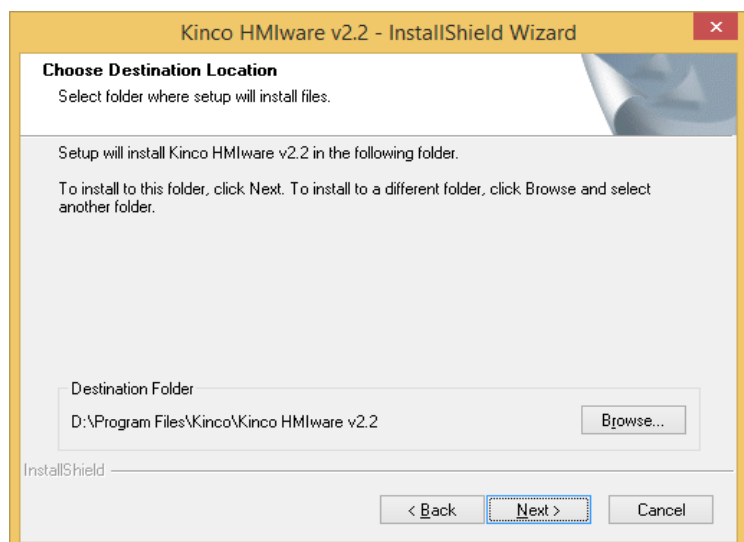 Kinco HMIware v2.2 - InstallShield Wizard
Choose Destination Location
Select folder where setup will install files.
Setup will install Kinco HMIware v2.2 in the following folder.
To install to this folder, click Next. To install to a different folder, click Browse and select
another folder.
Destination Folder
D:\Program Files\Kinco\Kinco HMIware v2.2
Browse...
InstallShield
< Back
Next >
Cancel